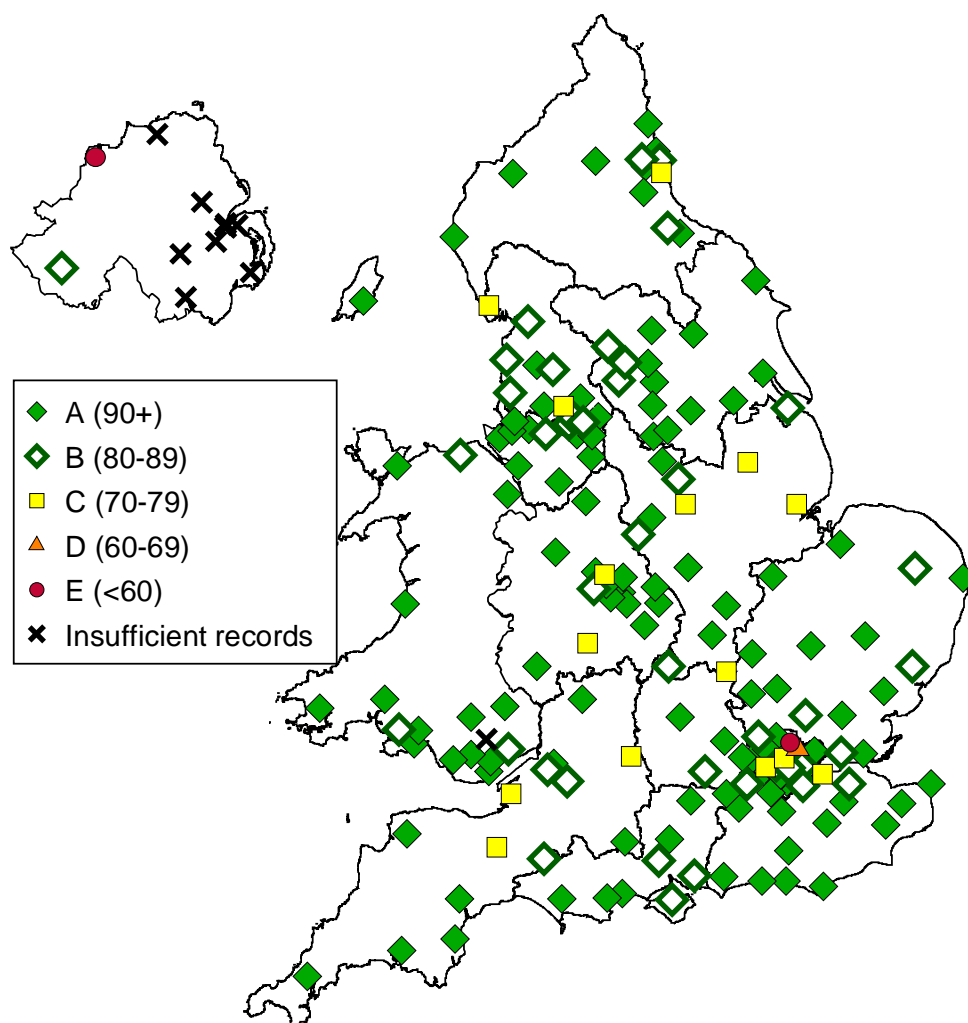 A (90+)
B (80-89)
C (70-79)
D (60-69)
E (<60)
Insufficient records